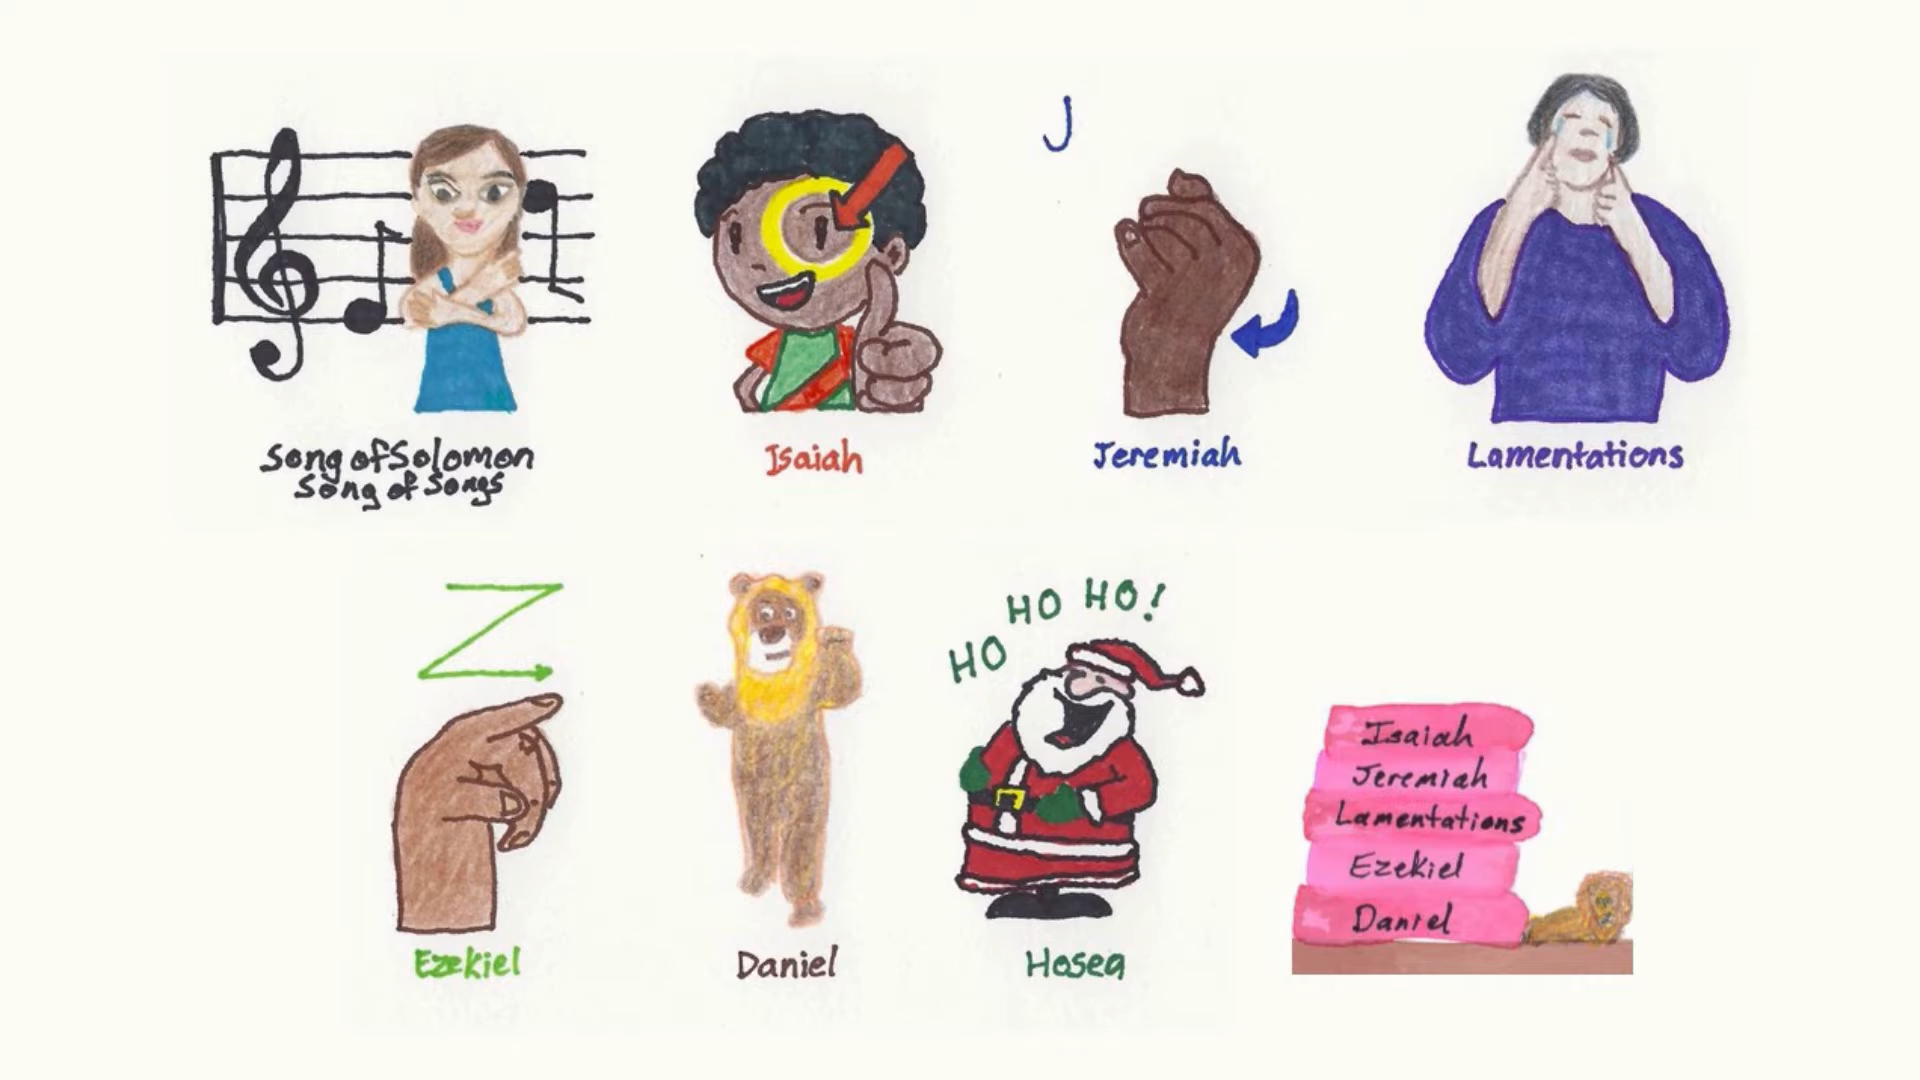 J
Song of Solomon
Song of Songs
Isaiah
Jeremiah
Lamentations
Z
HO HO HO!
Ezekiel
Daniel
Hosea
Isaiah
Jeremiah
Lamentations
Ezekiel
Daniel